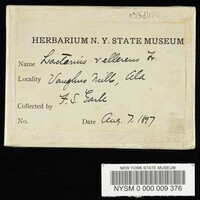 HERBARIUM N. Y. STATE MUSEUM
Name Lactarius vellereus Fr.
Locality Vaughns Mill, Ala
Collected by F. S. Earle
No. Date Aug. 7. 1897
NEW YORK STATE MUSEUM
NYSM 0 000 009 376